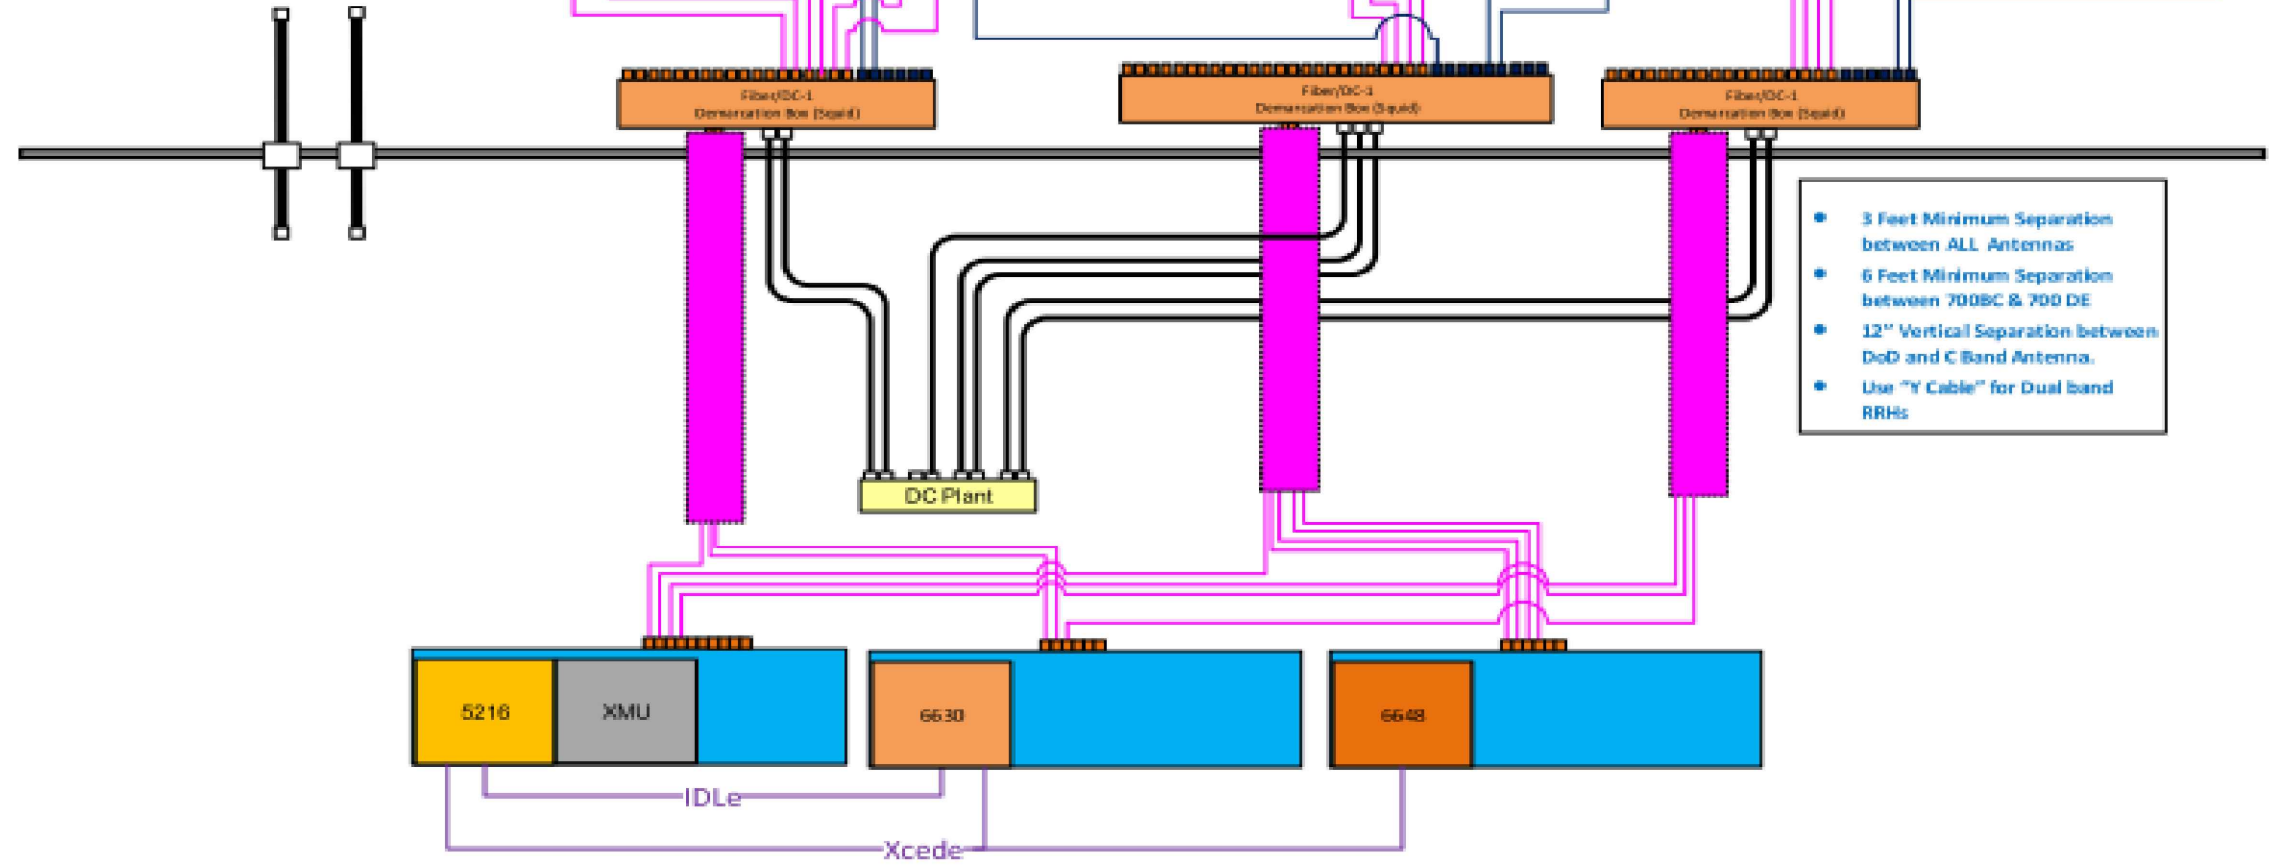 Fiber/DC-1
Demarcation Box (Squid)
Fiber/DC-1
Demarcation Box (Squid)
Fiber/DC-1
Demarcation Box (Squid)
3 Feet Minimum Separation
between ALL Antennas
6 Feet Minimum Separation
between 700BC & 700 DE
12" Vertical Separation between
DoD and C Band Antenna.
Use "Y Cable" for Dual band
RRHs
DC Plant
5216
XMU
6630
6648
IDLe
Xcede